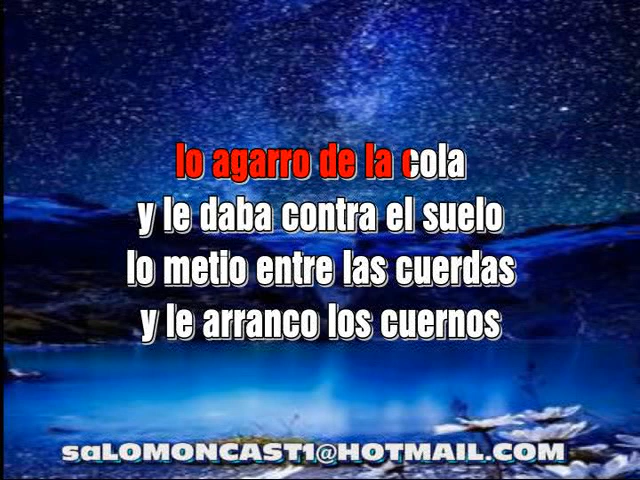 lo agarro de la cola
y le daba contra el suelo
lo metio entre las cuerdas
y le arranco los cuernos
saLOMONCAST1@HOTMAIL.COM